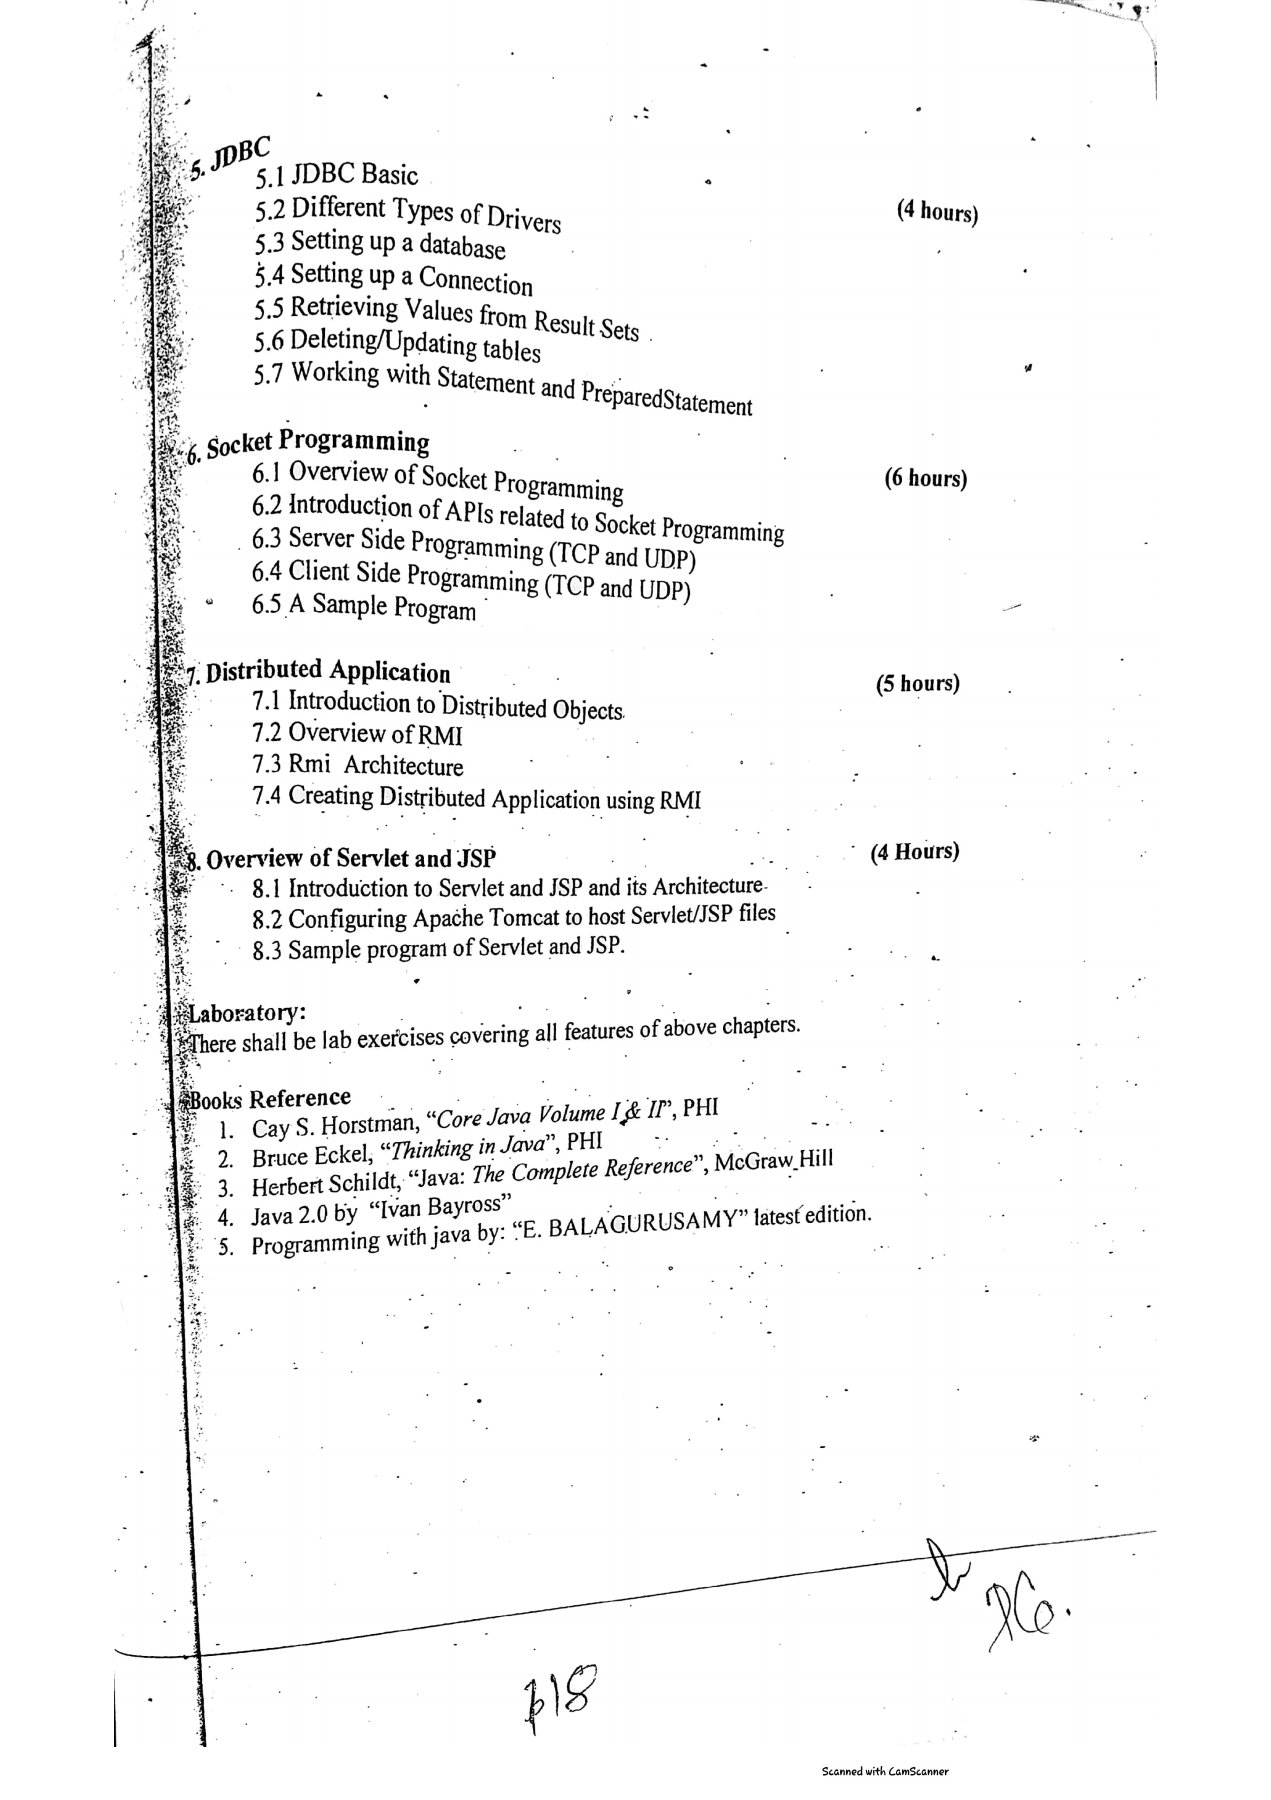 5. JDBC
5.1 JDBC Basic
(4 hours)
5.2 Different Types of Drivers
5.3 Setting up a database
5.4 Setting up a Connection
5.5 Retrieving Values from Result Sets
5.6 Deleting/Updating tables
5.7 Working with Statement and PreparedStatement
6. Socket Programming
(6 hours)
6.1 Overview of Socket Programming
6.2 Introduction of APIs related to Socket Programming
6.3 Server Side Programming (TCP and UDP)
6.4 Client Side Programming (TCP and UDP)
6.5 A Sample Program
7. Distributed Application
(5 hours)
7.1 Introduction to Distributed Objects
7.2 Overview of RMI
7.3 Rmi Architecture
7.4 Creating Distributed Application using RMI
8. Overview of Servlet and JSP
(4 Hours)
8.1 Introduction to Servlet and JSP and its Architecture
8.2 Configuring Apache Tomcat to host Servlet/JSP files
8.3 Sample program of Servlet and JSP.
Laboratory:
There shall be lab exercises covering all features of above chapters.
Books Reference
1. Cay S. Horstman, “Core Java Volume I & II”, PHI
2. Bruce Eckel, “Thinking in Java”, PHI
3. Herbert Schildt, “Java: The Complete Reference”, McGraw Hill
4. Java 2.0 by “Ivan Bayross”
5. Programming with java by: “E. BALAGURUSAMY” latest edition.
Scanned with CamScanner